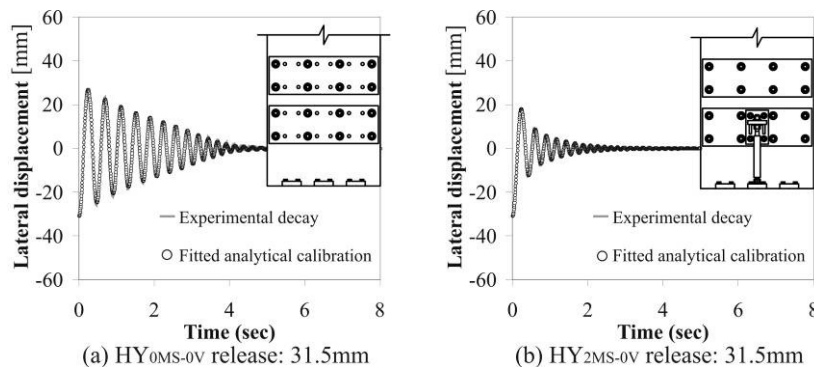 60
40
20
0
-20
-40
-60
Lateral displacement [mm]
Experimental decay
Fitted analytical calibration
0 2 4 6 8
Time (sec)
(a) HY0MS-0V release: 31.5mm
60
40
20
0
-20
-40
-60
Lateral displacement [mm]
Experimental decay
Fitted analytical calibration
0 2 4 6 8
Time (sec)
(b) HY2MS-0V release: 31.5mm